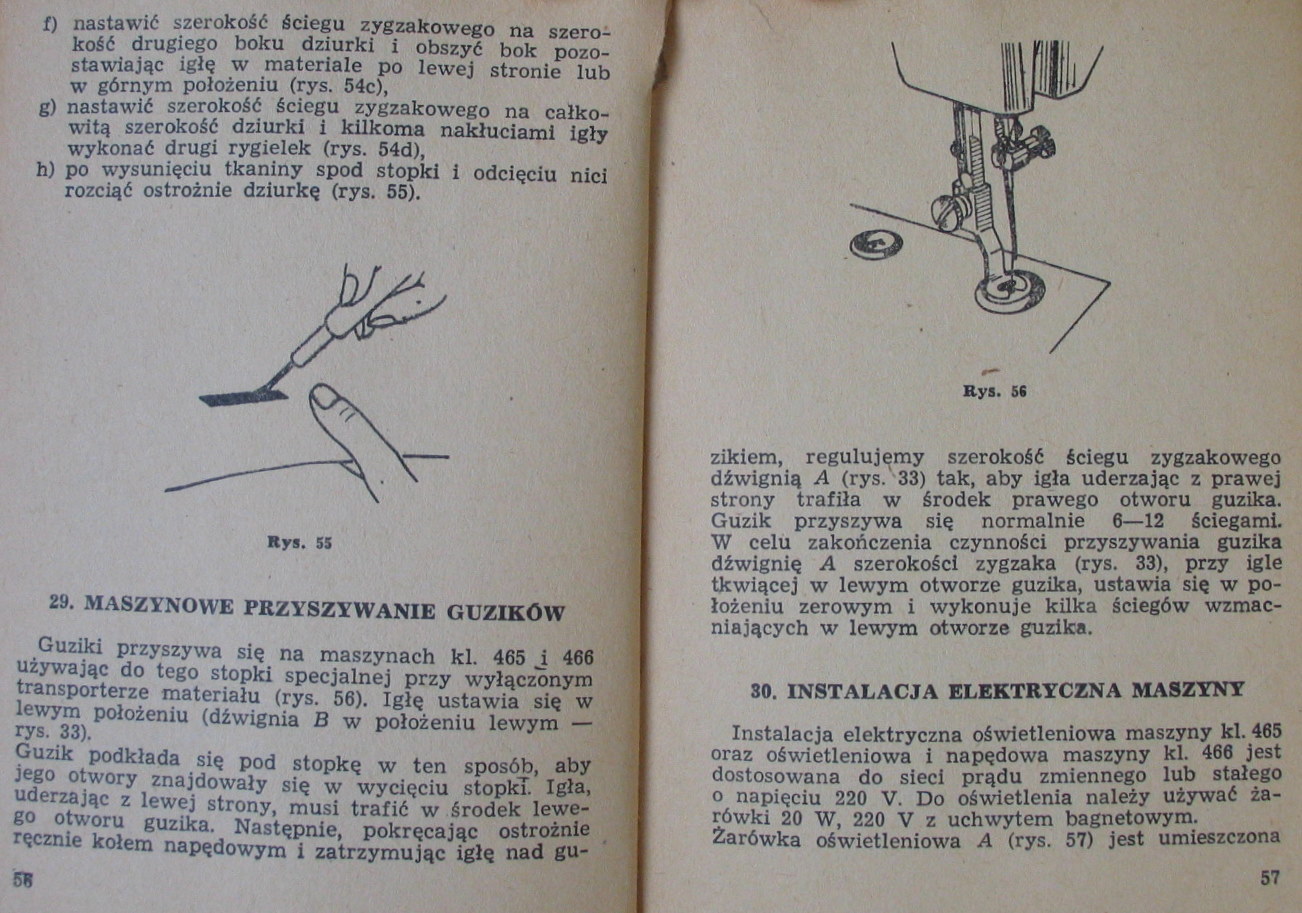 f) nastawić szerokość ściegu zygzakowego na szero-
kość drugiego boku dziurki i obszyć bok pozo-
stawiając igłę w materiale po lewej stronie lub
w górnym położeniu (rys. 54c),
g) nastawić szerokość ściegu zygzakowego na całko-
witą szerokość dziurki i kilkoma nakłuciami igły
wykonać drugi rygielek (rys. 54d),
h) po wysunięciu tkaniny spod stopki i odcięciu nici
rozciąć ostrożnie dziurkę (rys. 55).
Rys. 55
29. MASZYNOWE PRZYSZYWANIE GUZIKÓW
Guziki przyszywa się na maszynach kl. 465 i 466
używając do tego stopki specjalnej przy wyłączonym
transporterze materiału (rys. 56). Igłę ustawia się w
lewym położeniu (dźwignia B w położeniu lewym —
rys. 33).
Guzik podkłada się pod stopkę w ten sposób, aby
jego otwory znajdowały się w wycięciu stopki. Igła,
uderzając z lewej strony, musi trafić w środek lewe-
go otworu guzika. Następnie, pokręcając ostrożnie
ręcznie kołem napędowym i zatrzymując igłę nad gu-
56
Rys. 56
zikiem, regulujemy szerokość ściegu zygzakowego
dźwignią A (rys. 33) tak, aby igła uderzając z prawej
strony trafiła w środek prawego otworu guzika.
Guzik przyszywa się normalnie 6—12 ściegami.
W celu zakończenia czynności przyszywania guzika
dźwignię A szerokości zygzaka (rys. 33), przy igle
tkwiącej w lewym otworze guzika, ustawia się w po-
łożeniu zerowym i wykonuje kilka ściegów wzmac-
niających w lewym otworze guzika.
30. INSTALACJA ELEKTRYCZNA MASZYNY
Instalacja elektryczna oświetleniowa maszyny kl. 465
oraz oświetleniowa i napędowa maszyny kl. 466 jest
dostosowana do sieci prądu zmiennego lub stałego
o napięciu 220 V. Do oświetlenia należy używać ża-
rówki 20 W, 220 V z uchwytem bagnetowym.
Żarówka oświetleniowa A (rys. 57) jest umieszczona
57